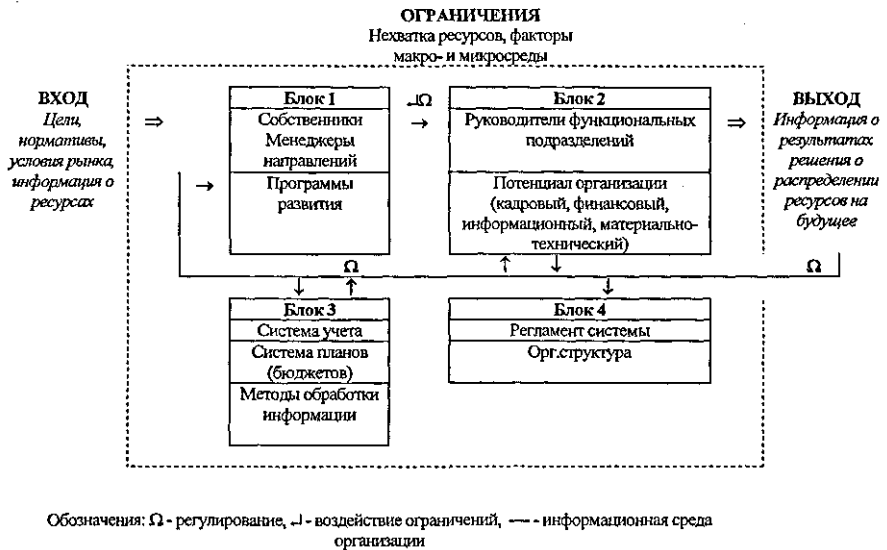 ОГРАНИЧЕНИЯ
Нехватка ресурсов, факторы
макро- и микросреды
ВХОД
Цели,
нормативы,
условия рынка,
информация о
ресурсах
⇒
→
Блок 1
Собственники
Менеджеры
направлений
Программы
развития
↲Ω
→
Блок 2
Руководители функциональных
подразделений
Потенциал организации
(кадровый, финансовый,
информационный, материально-
технический)
⇒
ВЫХОД
Информация о
результатах
решения о
распределении
ресурсов на
будущее
Ω
Ω
Блок 3
Система учета
Система планов
(бюджетов)
Методы обработки
информации
Блок 4
Регламент системы
Орг.структура
Обозначения: Ω - регулирование, ↲ - воздействие ограничений, — - информационная среда
организации